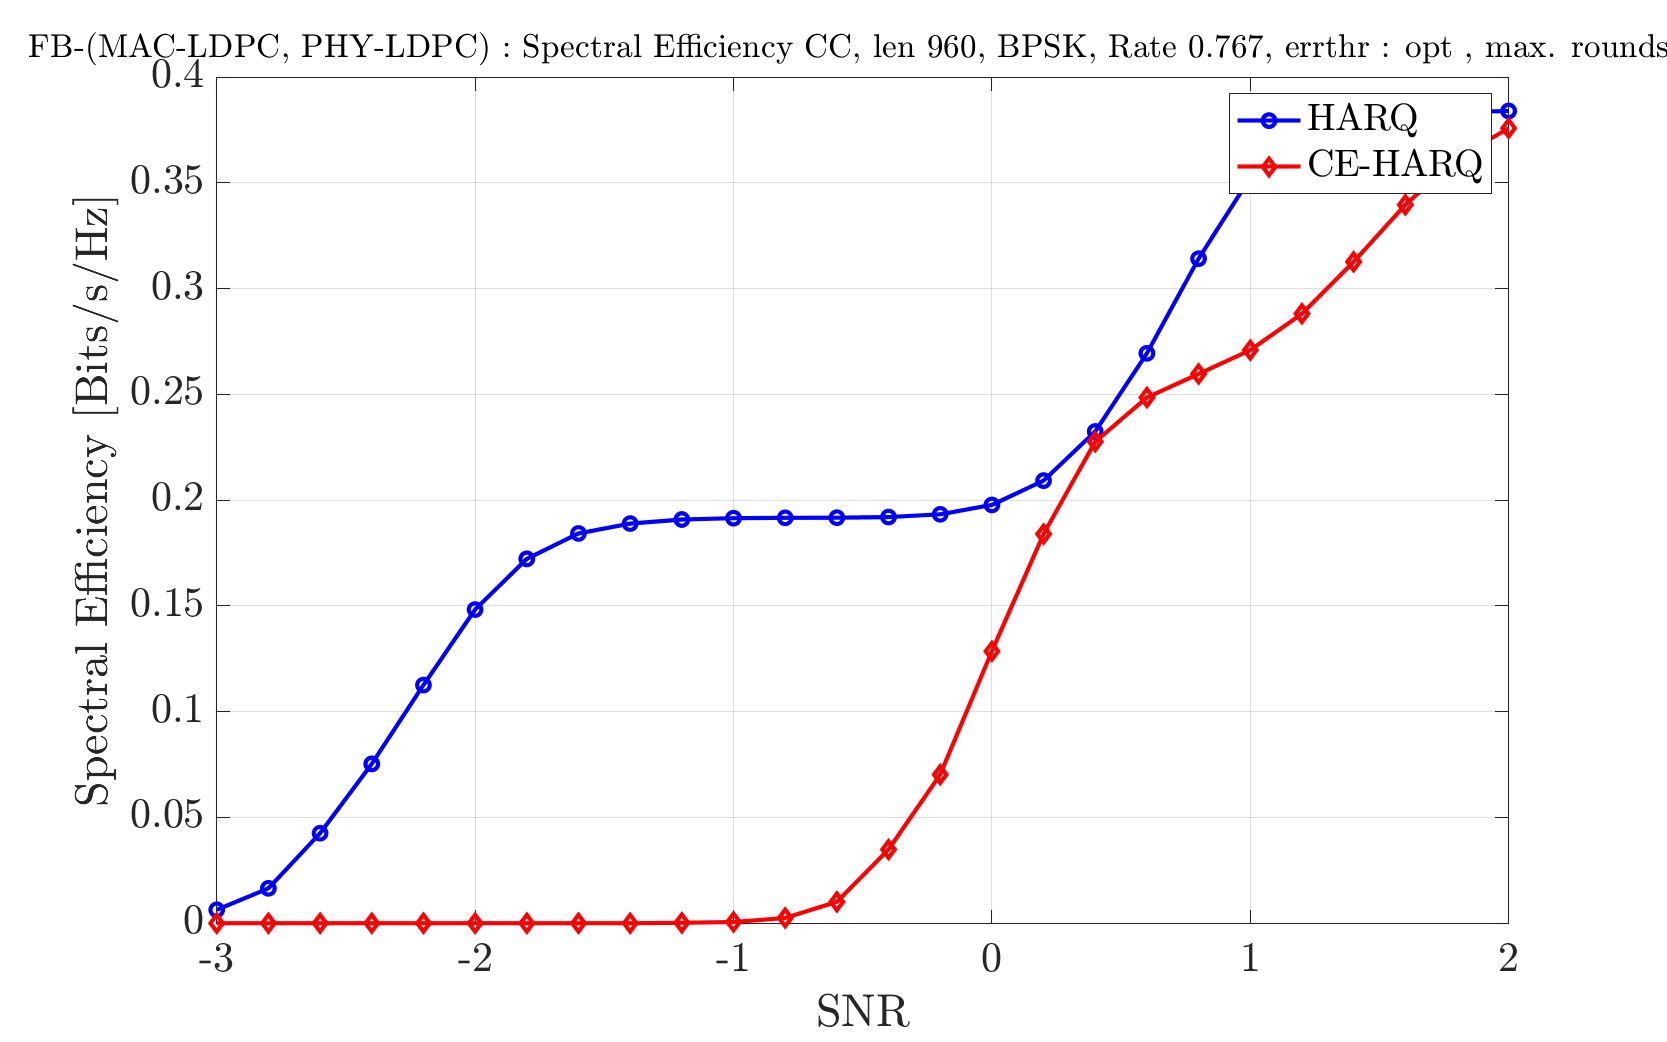 FB-(MAC-LDPC, PHY-LDPC) : Spectral Efficiency CC, len 960, BPSK, Rate 0.767, errthr : opt , max. rounds
0.4
0.35
0.3
0.25
0.2
0.15
0.1
0.05
0
Spectral Efficiency [Bits/s/Hz]
HARQ
CE-HARQ
-3 -2 -1 0 1 2
SNR